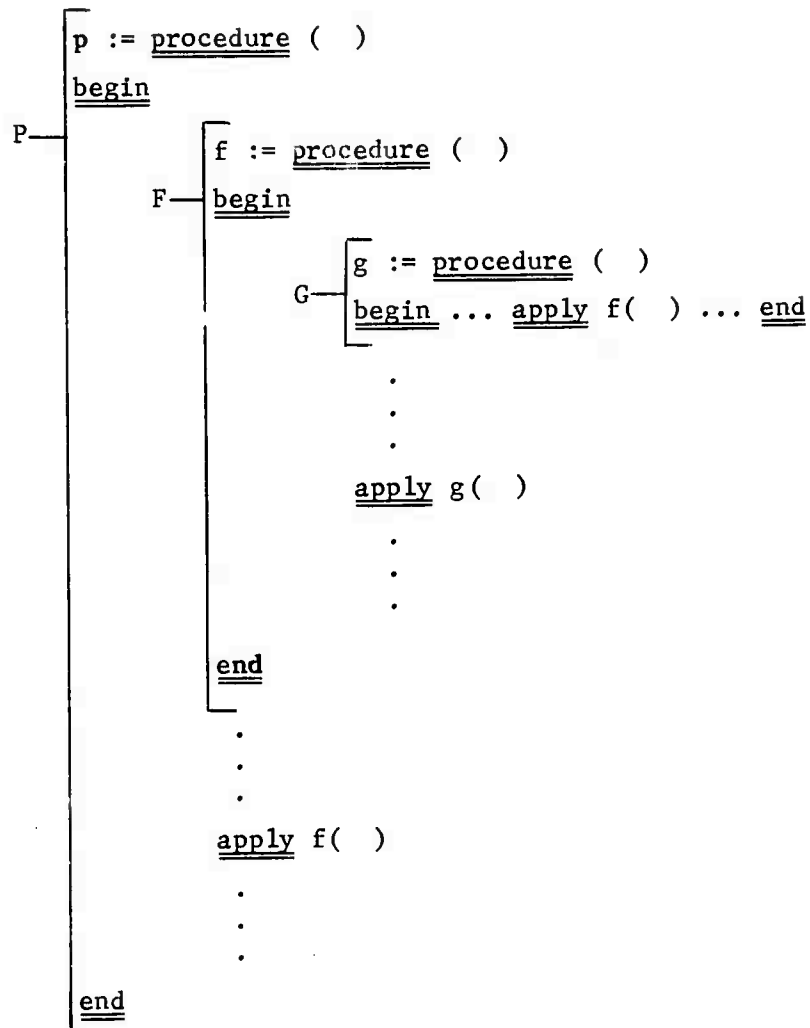 p := procedure ( )
begin
P
f := procedure ( )
F
begin
g := procedure ( )
G
begin ... apply f( ) ... end
.
.
.
apply g( )
.
.
.
end
.
.
.
apply f( )
.
.
.
end